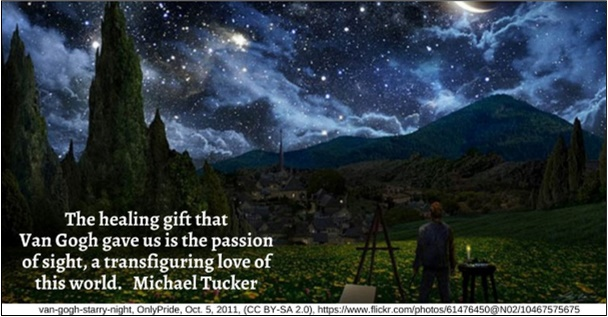 The healing gift that
Van Gogh gave us is the passion
of sight, a transfiguring love of
this world. Michael Tucker
van-gogh-starry-night, OnlyPride, Oct. 5, 2011, (CC BY-SA 2.0), https://www.flickr.com/photos/61476450@N02/10467575675